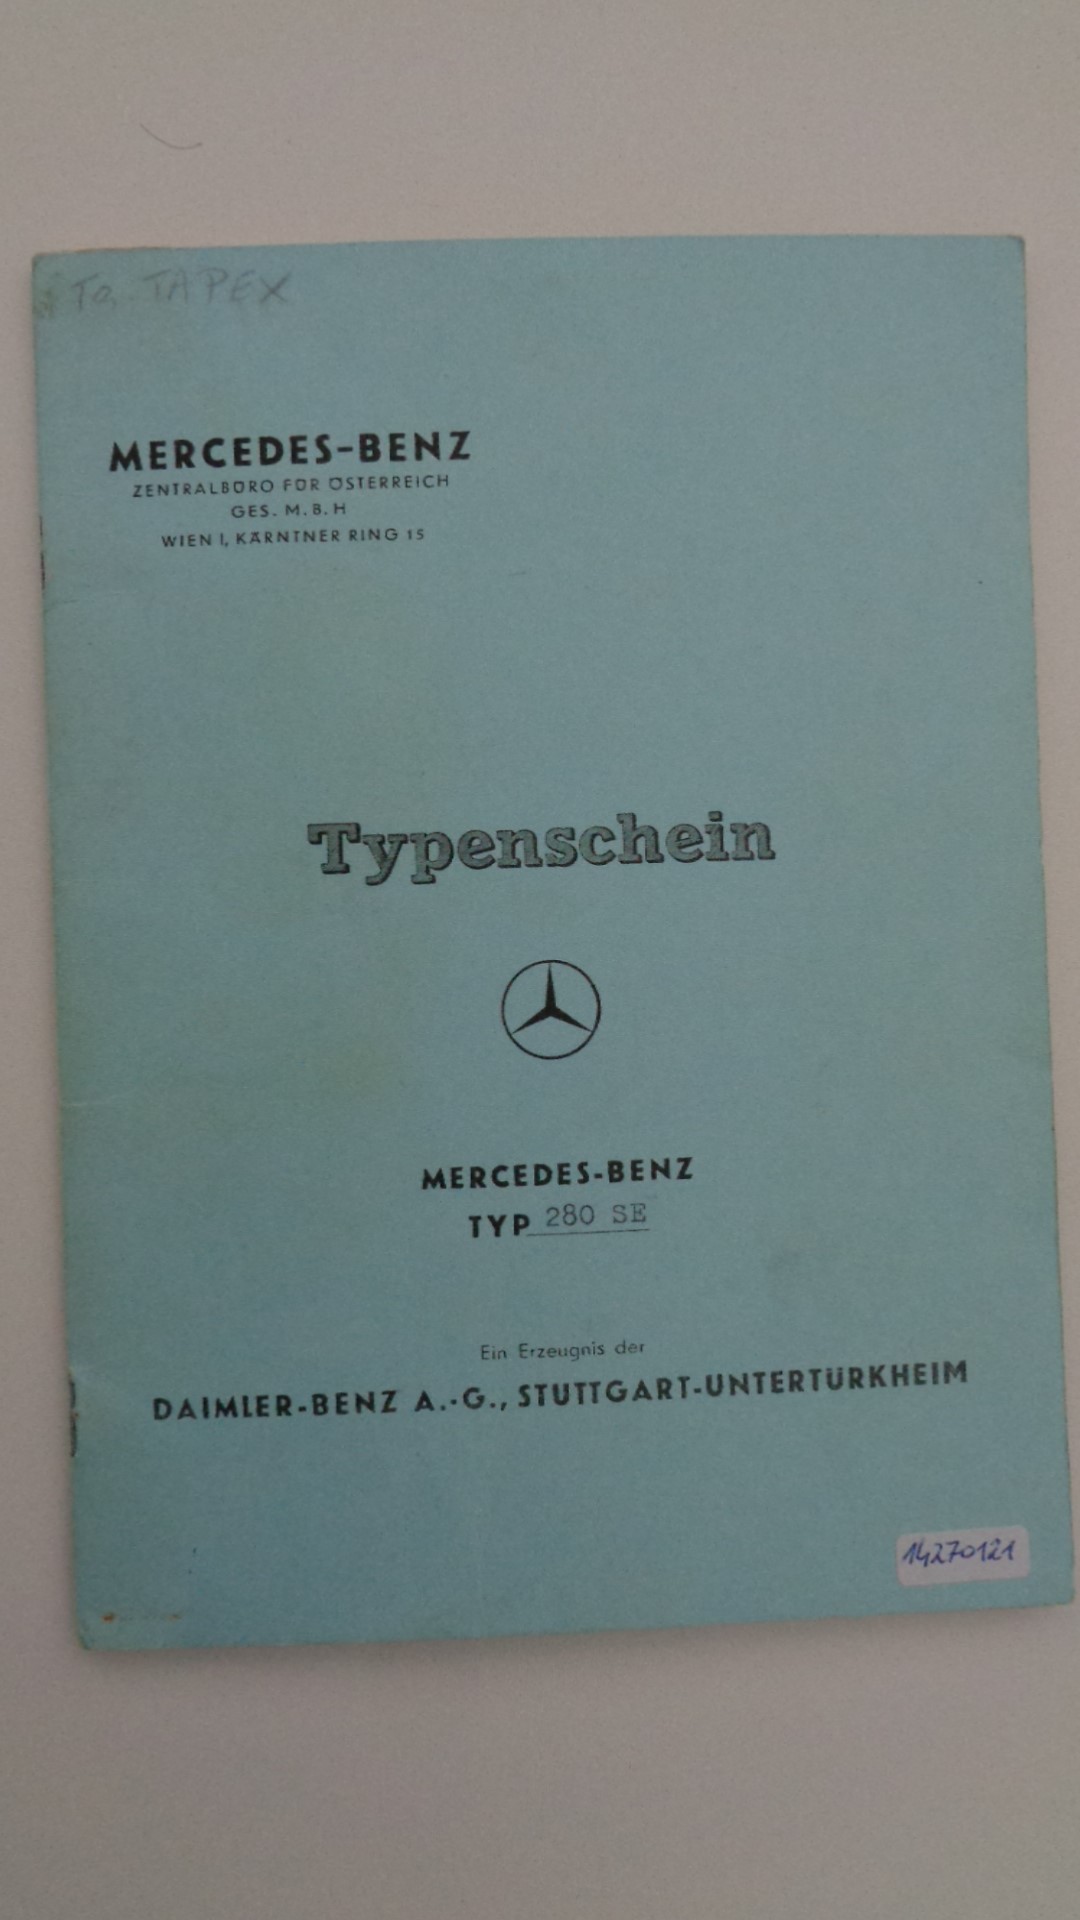 Fa. TAPEX
MERCEDES-BENZ
ZENTRALBÜRO FÜR ÖSTERREICH
GES. M. B. H
WIEN I, KÄRNTNER RING 15
Typenschein
MERCEDES-BENZ
TYP 280 SE
Ein Erzeugnis der
DAIMLER-BENZ A.-G., STUTTGART-UNTERTÜRKHEIM
14270121